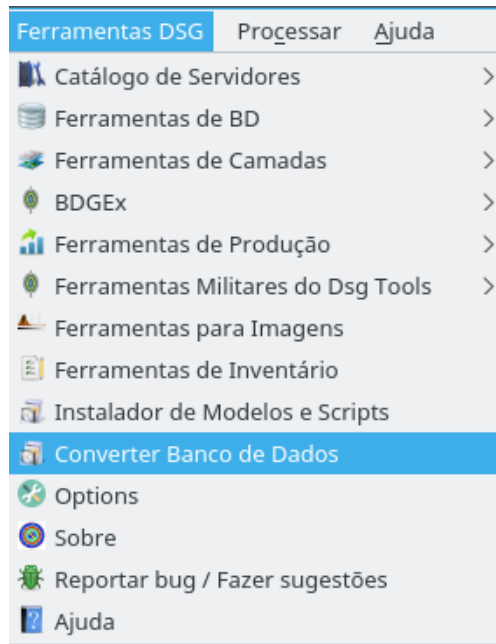 Ferramentas DSG Processar Ajuda
Catálogo de Servidores
Ferramentas de BD
Ferramentas de Camadas
BDGEx
Ferramentas de Produção
Ferramentas Militares do Dsg Tools
Ferramentas para Imagens
Ferramentas de Inventário
Instalador de Modelos e Scripts
Converter Banco de Dados
Options
Sobre
Reportar bug / Fazer sugestões
Ajuda